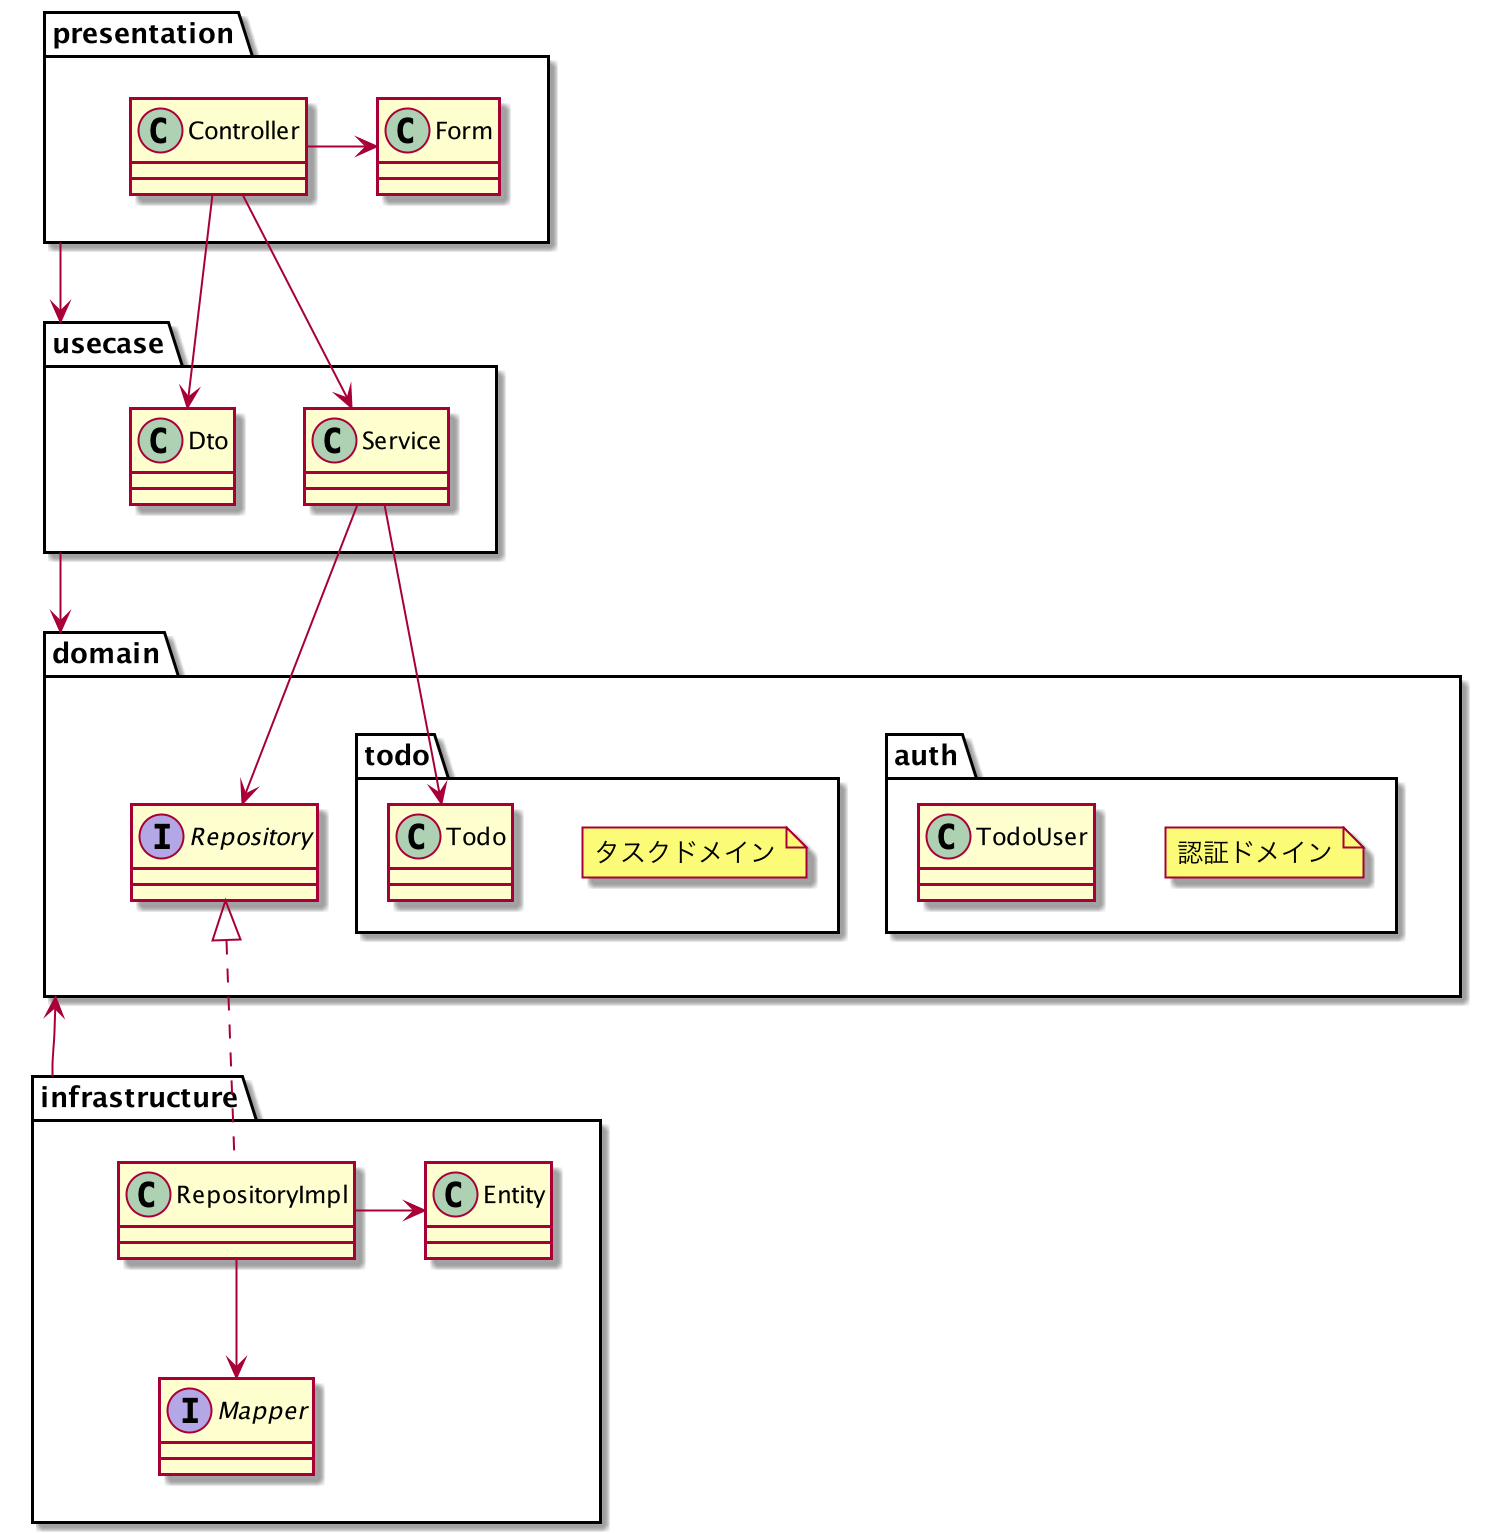 presentation
C Controller
C Form
usecase
C Dto
C Service
domain
I Repository
todo
C Todo
タスクドメイン
auth
C TodoUser
認証ドメイン
infrastructure
C RepositoryImpl
C Entity
I Mapper